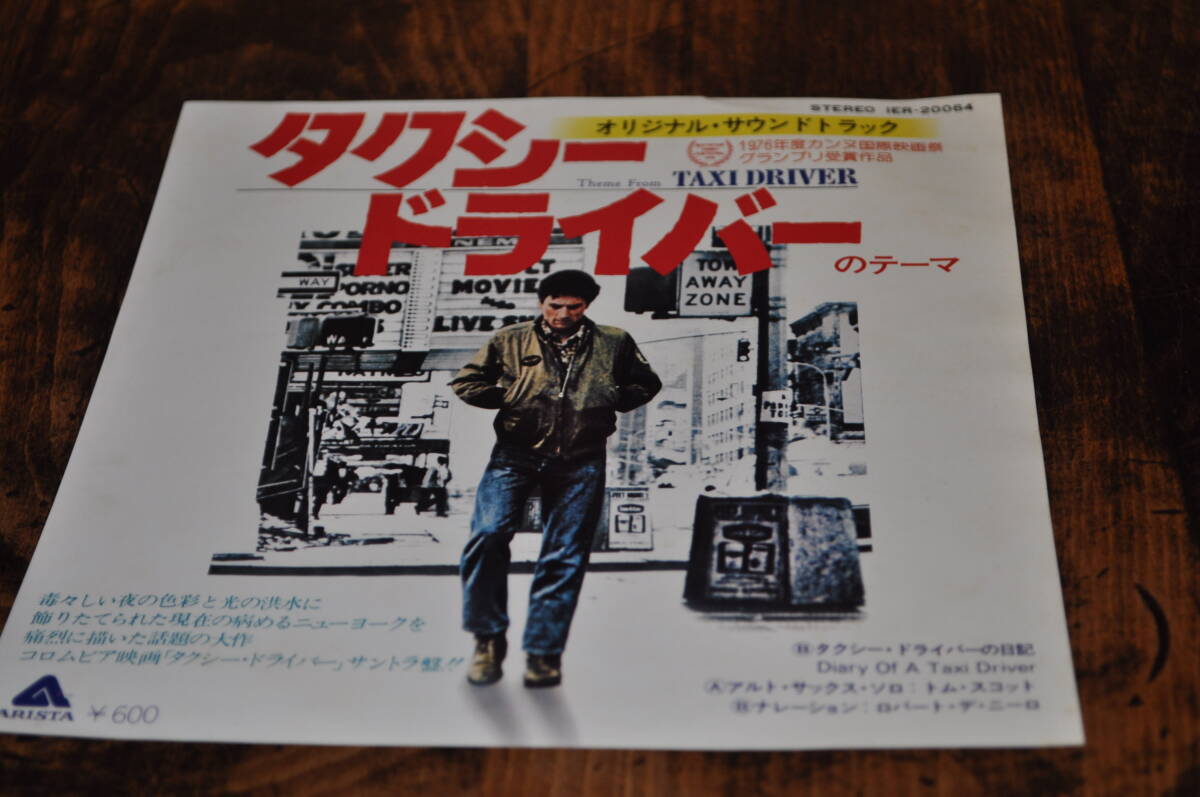 STEREO IER-20064
タクシー
オリジナル・サウンドトラック
1976年度カンヌ国際映画祭
グランプリ受賞作品
Theme From TAXI DRIVER
ドライバー
のテーマ
WAY
PORNO
COMBO
MOVIE
LIVE
TOW
AWAY
ZONE
毒々しい夜の色彩と光の洪水に
飾りたてられた現在の病めるニューヨークを
痛烈に描いた話題の大作
コロムビア映画「タクシー・ドライバー」サントラ盤!!
Ⓑタクシー・ドライバーの日記
Diary Of A Taxi Driver
Ⓐアルト・サックス・ソロ:トム・スコット
Ⓑナレーション:ロバート・デ・ニーロ
ARISTA ¥600